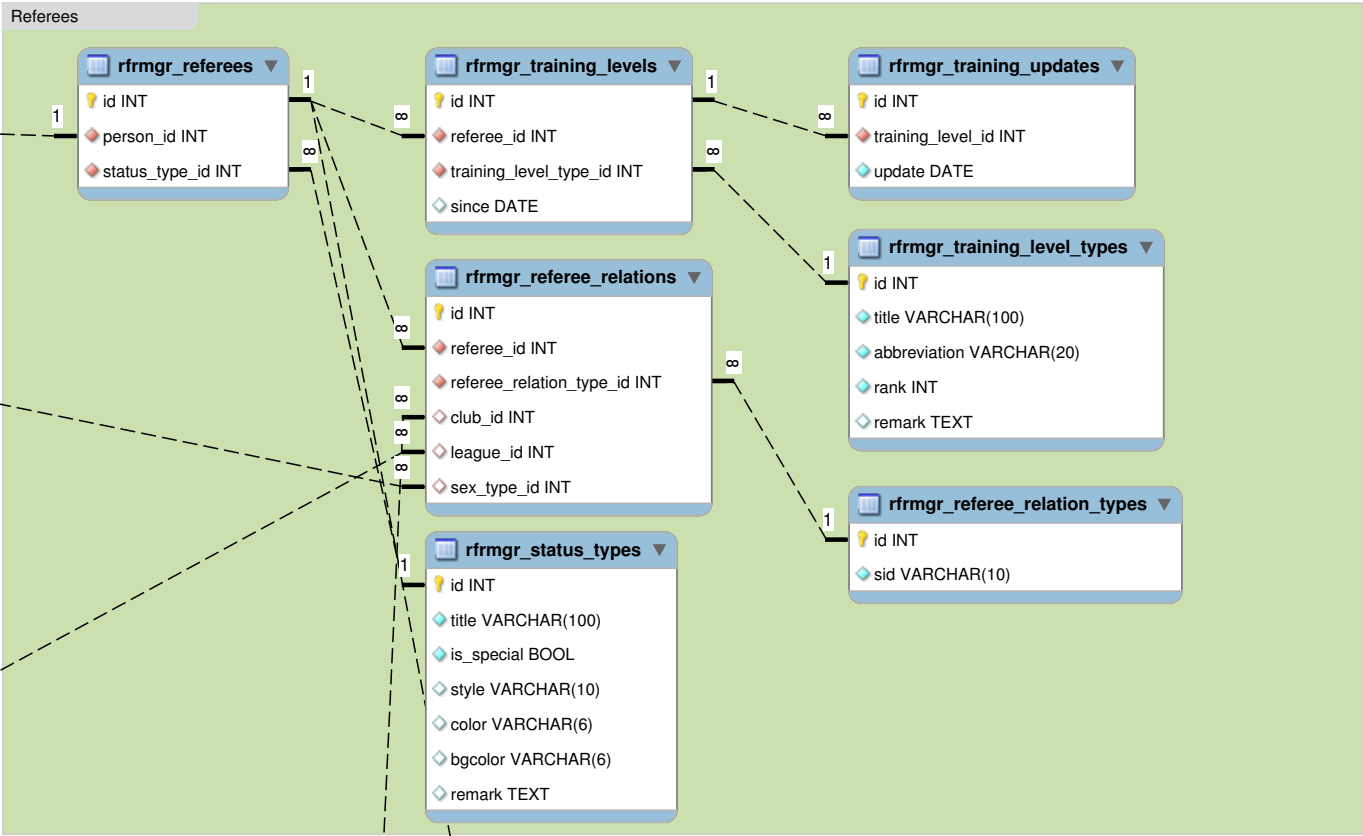 Referees
rfrmgr_referees
id INT
person_id INT
status_type_id INT
1
1
∞
rfrmgr_training_levels
id INT
referee_id INT
training_level_type_id INT
since DATE
∞
1
∞
rfrmgr_training_updates
id INT
training_level_id INT
update DATE
∞
rfrmgr_training_level_types
id INT
title VARCHAR(100)
abbreviation VARCHAR(20)
rank INT
remark TEXT
1
rfrmgr_referee_relations
id INT
referee_id INT
referee_relation_type_id INT
club_id INT
league_id INT
sex_type_id INT
∞
∞
∞
∞
∞
rfrmgr_referee_relation_types
id INT
sid VARCHAR(10)
1
rfrmgr_status_types
id INT
title VARCHAR(100)
is_special BOOL
style VARCHAR(10)
color VARCHAR(6)
bgcolor VARCHAR(6)
remark TEXT
1